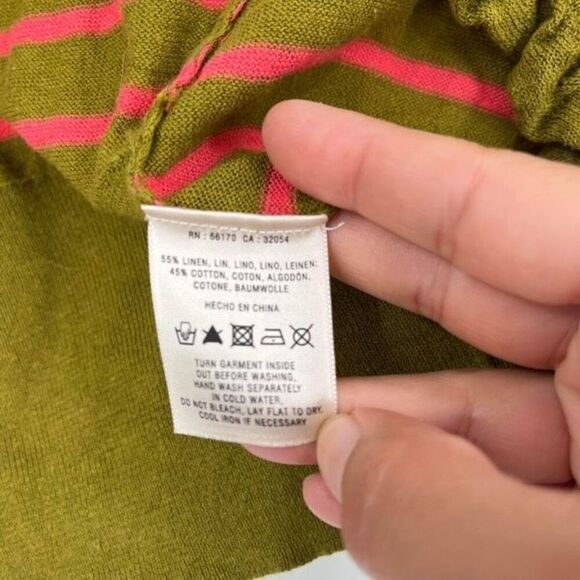 RN : 66170 CA : 32054
55% LINEN, LIN, LINO, LINO, LEINEN:
45% COTTON, COTON, ALGODÓN,
COTONE, BAUMWOLLE
HECHO EN CHINA
TURN GARMENT INSIDE
OUT BEFORE WASHING,
HAND WASH SEPARATELY
IN COLD WATER,
DO NOT BLEACH, LAY FLAT TO DRY.
COOL IRON IF NECESSARY